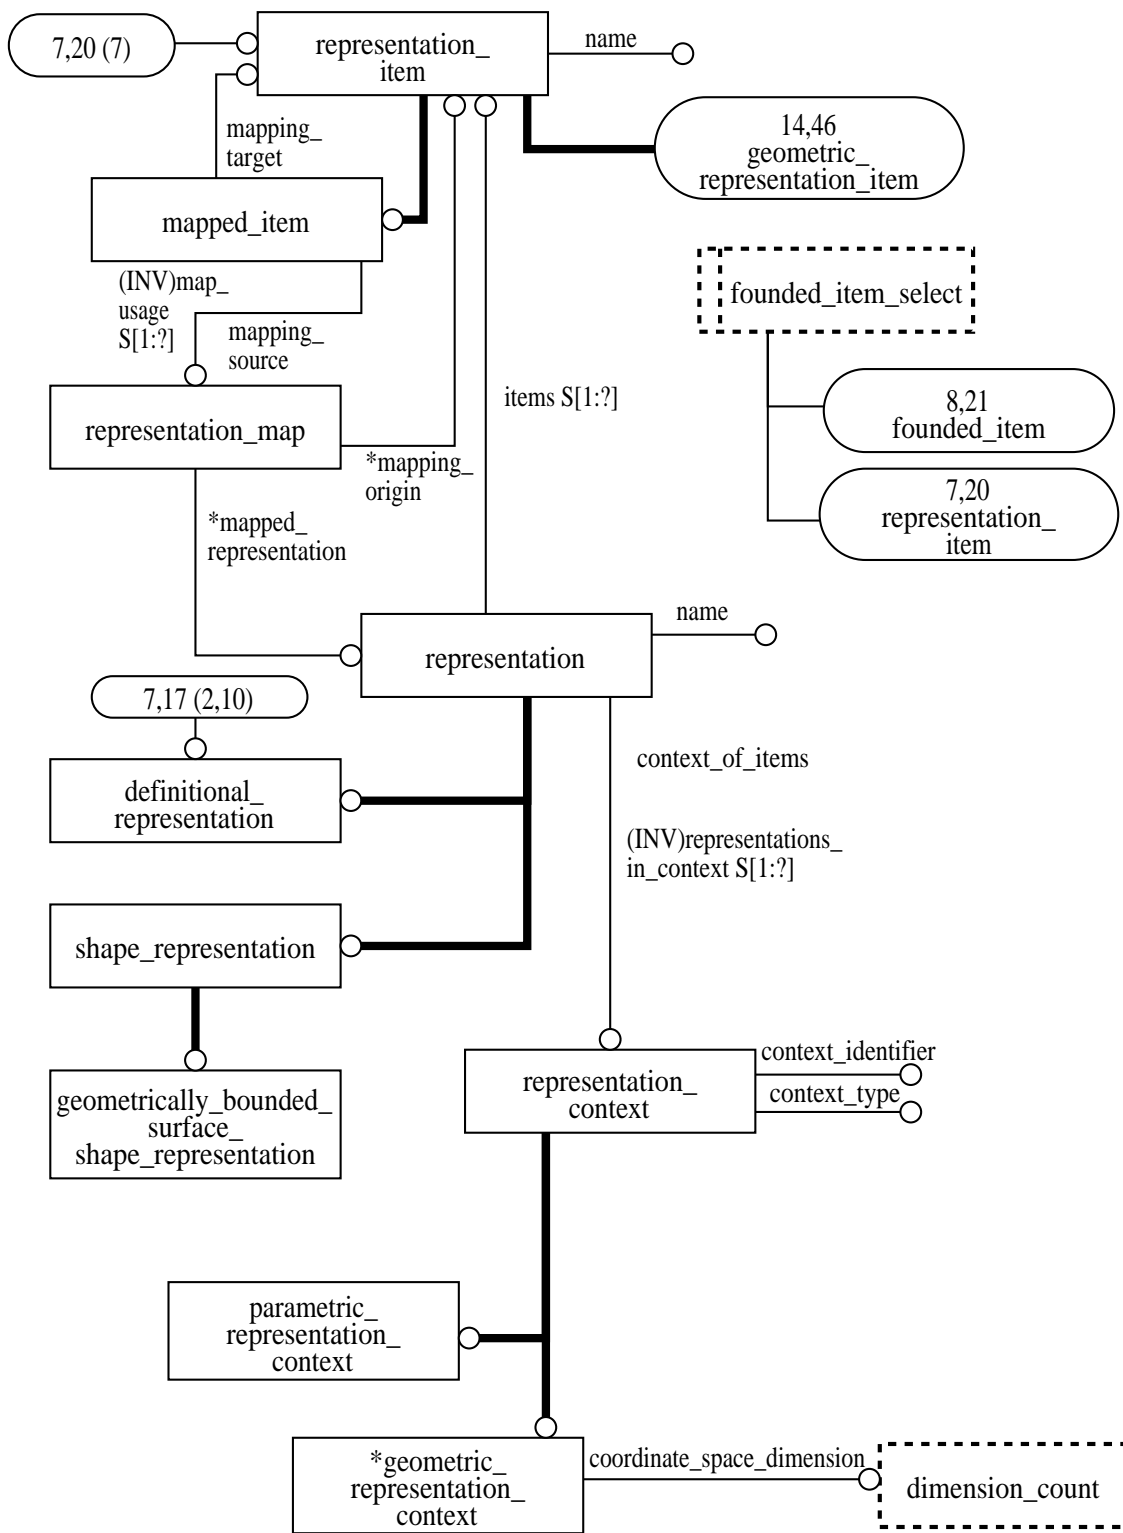 7,20 (7)
representation_
item
name
mapping_
target
14,46
geometric_
representation_item
mapped_item
(INV)map_
usage
S[1:?]
mapping_
source
founded_item_select
representation_map
items S[1:?]
8,21
founded_item
*mapping_
origin
7,20
representation_
item
*mapped_
representation
name
representation
7,17 (2,10)
context_of_items
definitional_
representation
(INV)representations_
in_context S[1:?]
shape_representation
context_identifier
representation_
context
context_type
geometrically_bounded_
surface_
shape_representation
parametric_
representation_
context
*geometric_
representation_
context
coordinate_space_dimension
dimension_count